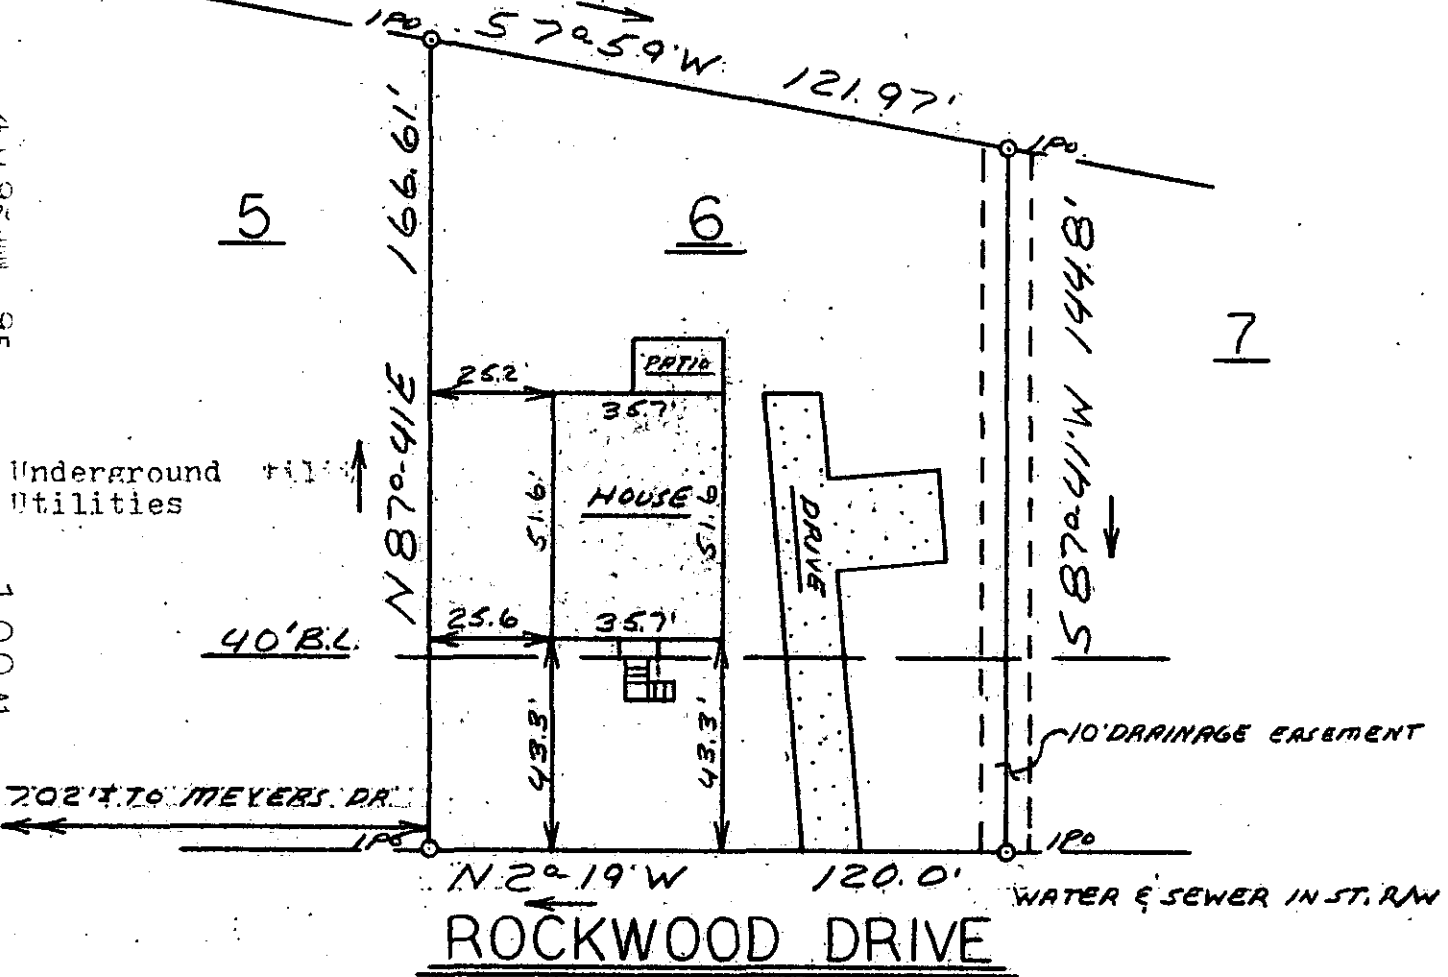 IPO
S 7°-59'W 121.97'
IPO
5
6
7
166.61'
N 87°-41'E
144.8'
S 87°-41'W
PATIO
25.2'
35.7'
Underground
Utilities
51.6'
HOUSE
51.6'
DRIVE
25.6
35.7'
40' B.L.
43.3'
43.3'
10' DRAINAGE EASEMENT
702'± TO MEYERS. DR.
IPO
IPO
N 2°-19'W 120.0'
WATER & SEWER IN ST. R/W
ROCKWOOD DRIVE